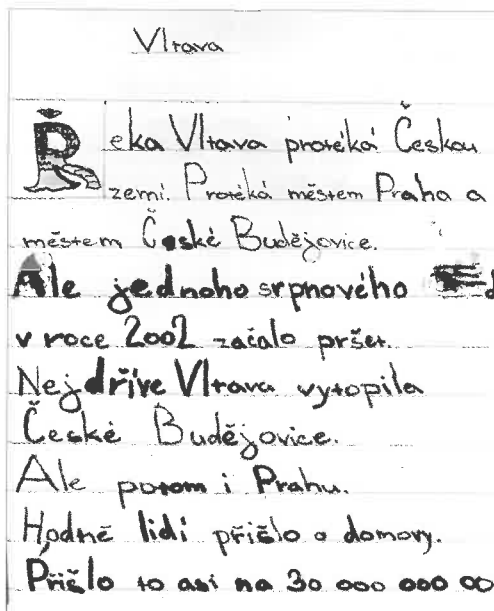 Vltava
Řeka Vltava protéká Českou
zemí. Protéká městem Praha a
městem České Budějovice.
Ale jednoho srpnového
v roce 2002 začalo pršet.
Nejdříve Vltava vytopila
České Budějovice.
Ale potom i Prahu.
Hodně lidí přišlo o domovy.
Přišlo to asi na 30 000 000 00